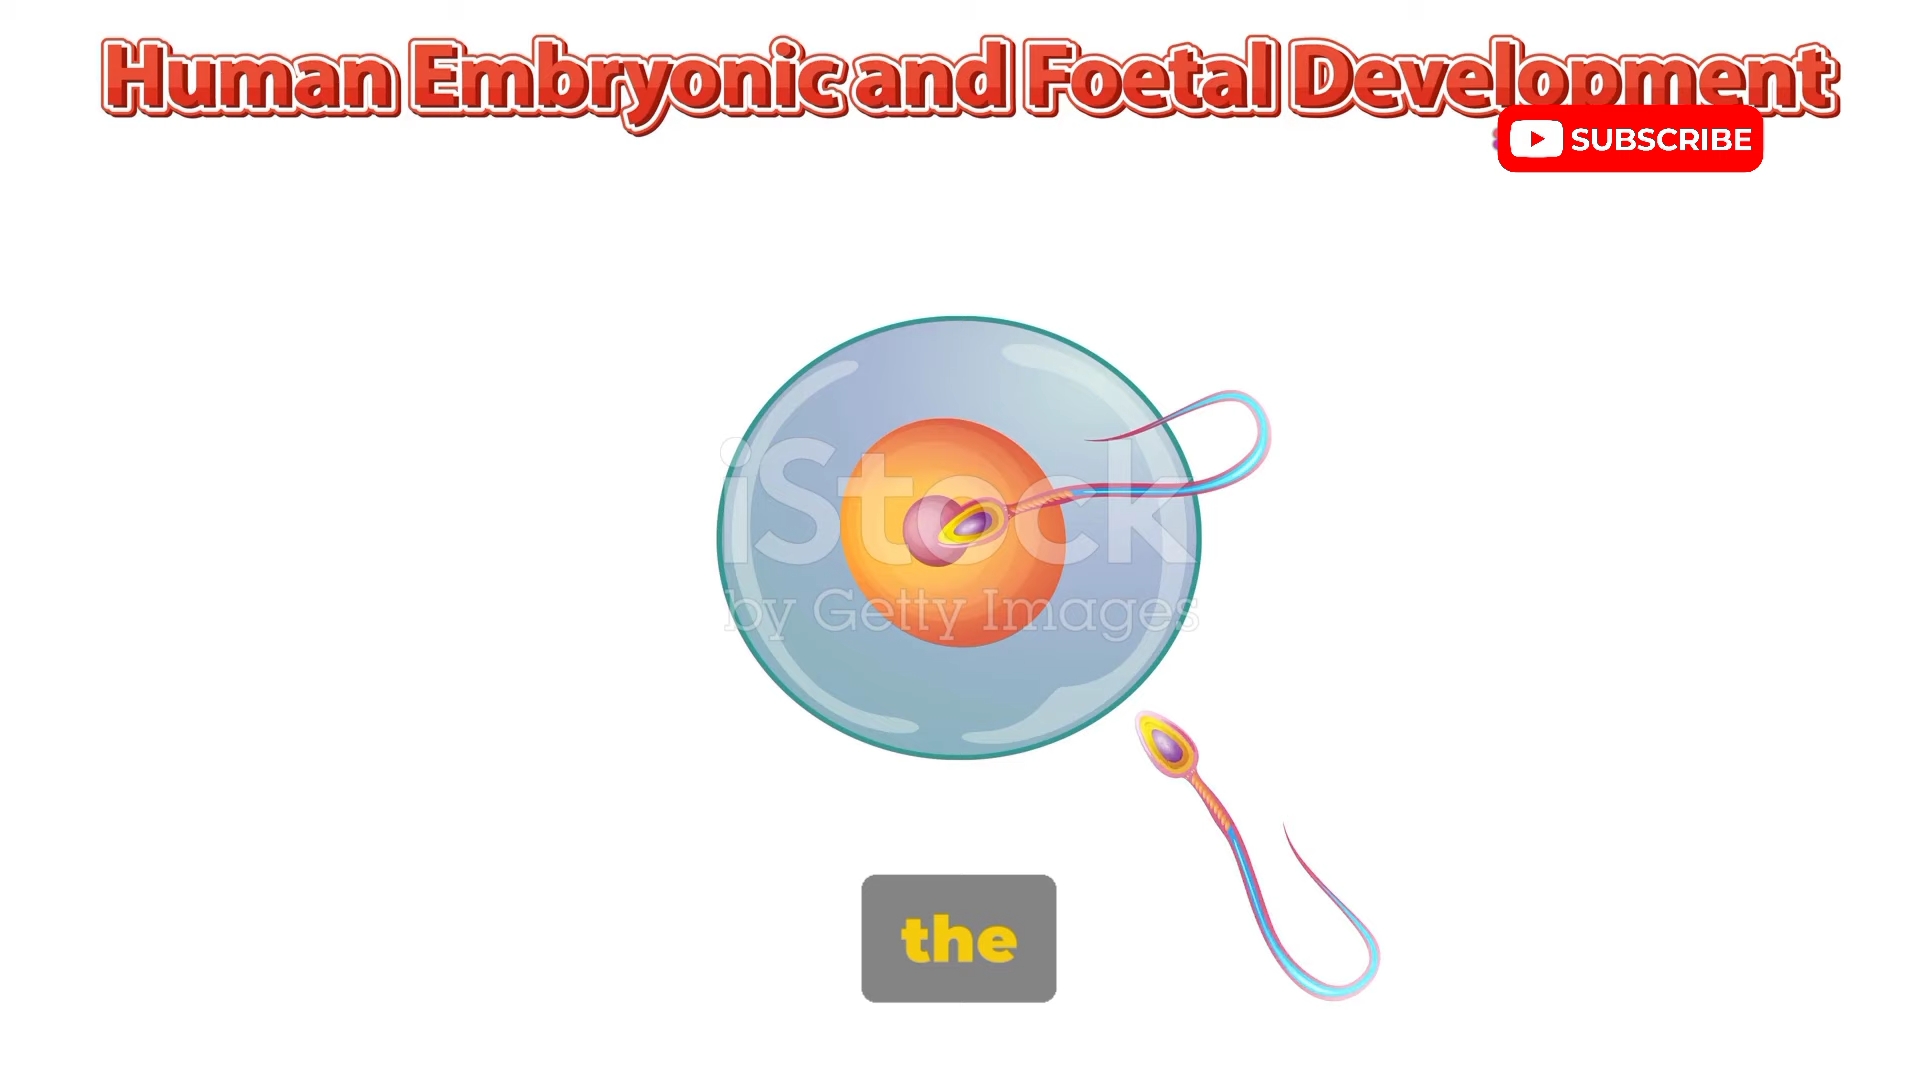 Human Embryonic and Foetal Development
SUBSCRIBE
iStock
by Getty Images
the